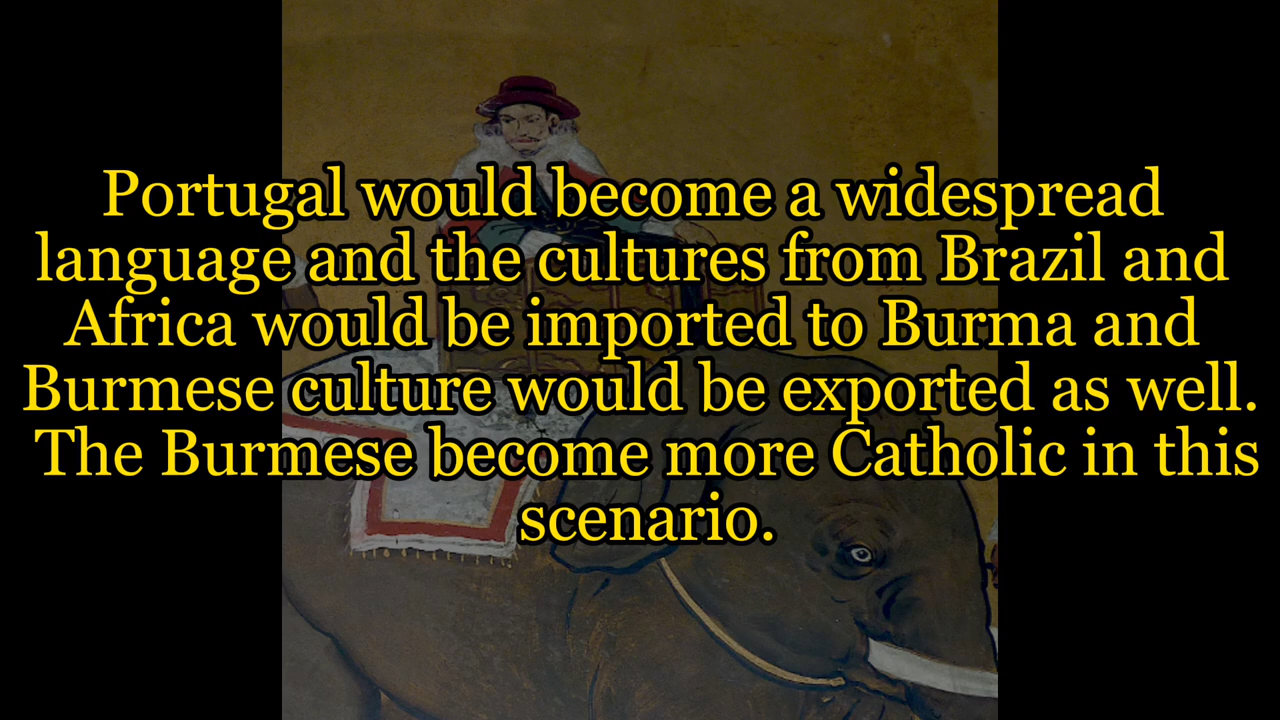 Portugal would become a widespread
language and the cultures from Brazil and
Africa would be imported to Burma and
Burmese culture would be exported as well.
The Burmese become more Catholic in this
scenario.